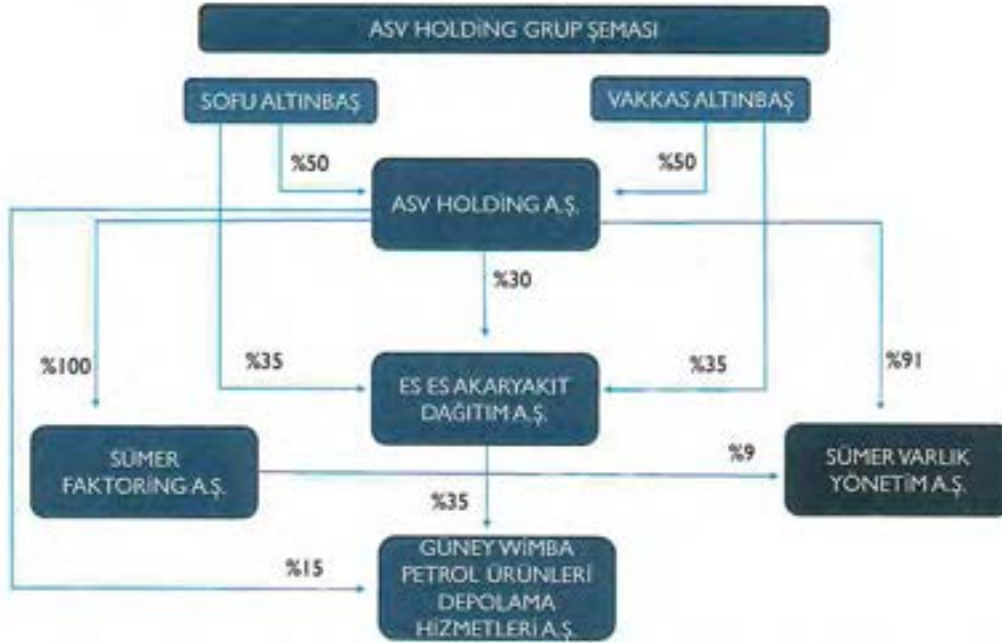 ASV HOLDİNG GRUP ŞEMASI
SOFU ALTINBAŞ
VAKKAS ALTINBAŞ
%50
%50
ASV HOLDİNG A.Ş.
%30
%100
%35
%35
%91
ES ES AKARYAKIT
DAĞITIM A.Ş.
SÜMER
FAKTORİNG A.Ş.
%9
SÜMER VARLIK
YÖNETİM A.Ş.
%35
%15
GÜNEY WİMBA
PETROL ÜRÜNLERİ
DEPOLAMA
HİZMETLERİ A.Ş.